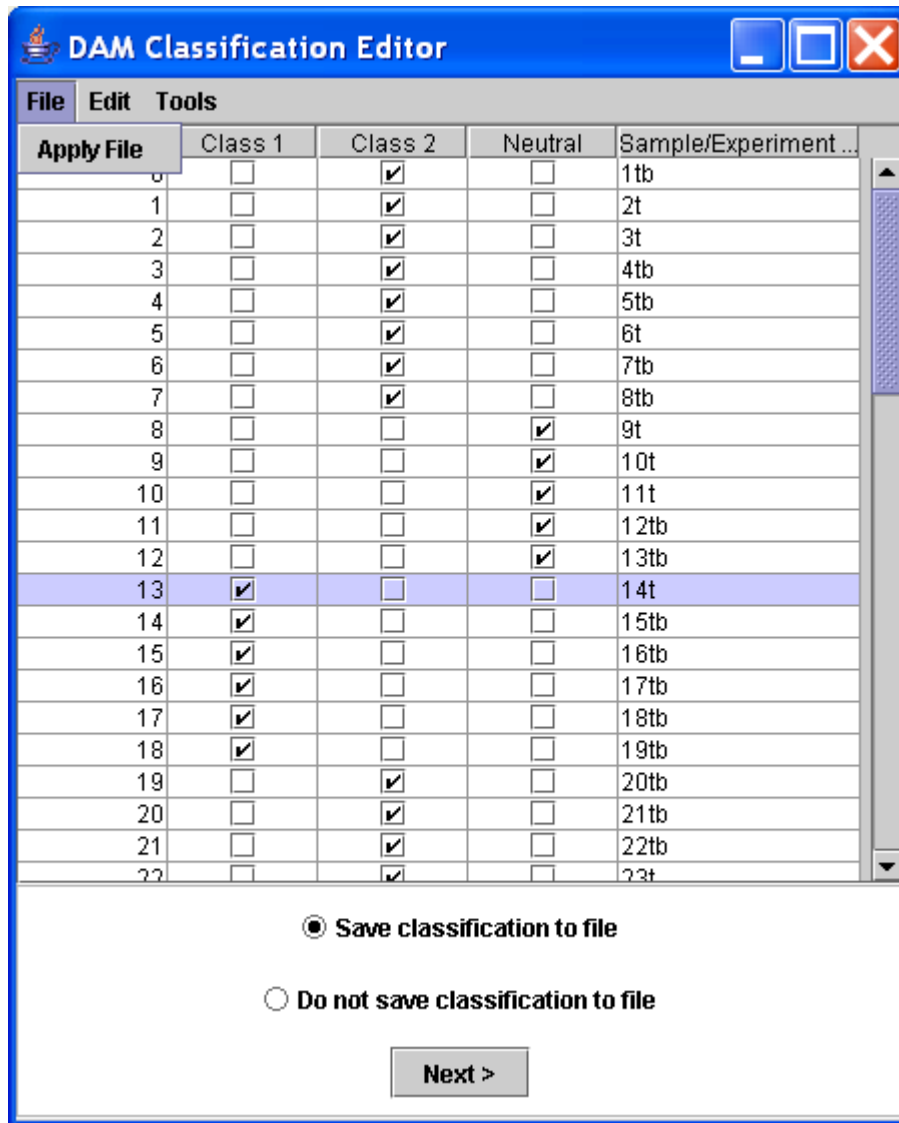 DAM Classification Editor
File Edit Tools
Apply File Class 1 Class 2 Neutral Sample/Experiment ...
0 1tb
1 2t
2 3t
3 4tb
4 5tb
5 6t
6 7tb
7 8tb
8 9t
9 10t
10 11t
11 12tb
12 13tb
13 14t
14 15tb
15 16tb
16 17tb
17 18tb
18 19tb
19 20tb
20 21tb
21 22tb
22 23t
Save classification to file
Do not save classification to file
Next >